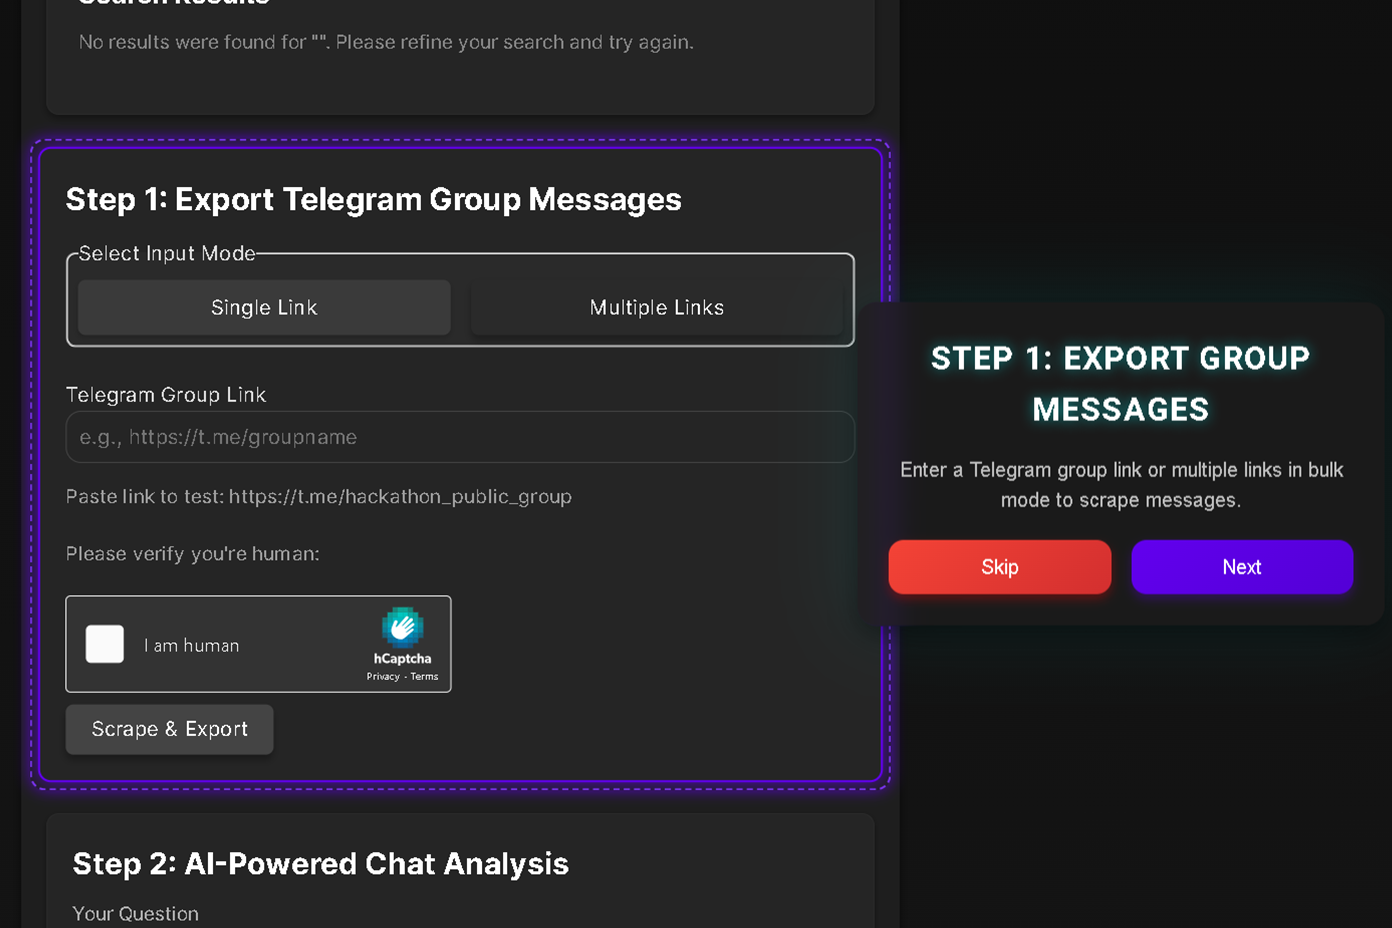 Search Results
No results were found for "". Please refine your search and try again.
Step 1: Export Telegram Group Messages
Select Input Mode
Single Link
Multiple Links
Telegram Group Link
e.g., https://t.me/groupname
Paste link to test: https://t.me/hackathon_public_group
Please verify you're human:
I am human
hCaptcha
Privacy - Terms
Scrape & Export
STEP 1: EXPORT GROUP
MESSAGES
Enter a Telegram group link or multiple links in bulk
mode to scrape messages.
Skip
Next
Step 2: AI-Powered Chat Analysis
Your Question